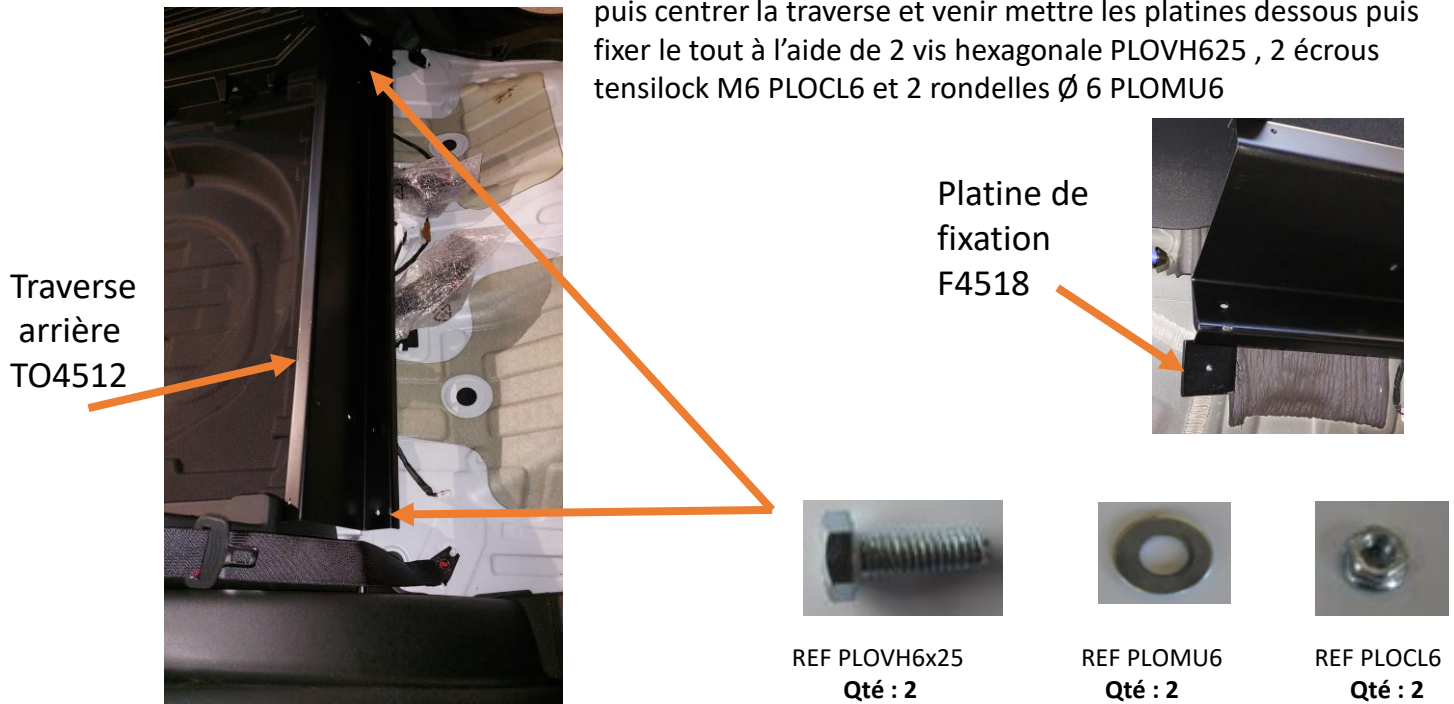 puis centrer la traverse et venir mettre les platines dessous puis
fixer le tout à l’aide de 2 vis hexagonale PLOVH625 , 2 écrous
tensilock M6 PLOCL6 et 2 rondelles Ø 6 PLOMU6
Platine de
fixation
F4518
Traverse
arrière
TO4512
REF PLOVH6x25
Qté : 2
REF PLOMU6
Qté : 2
REF PLOCL6
Qté : 2